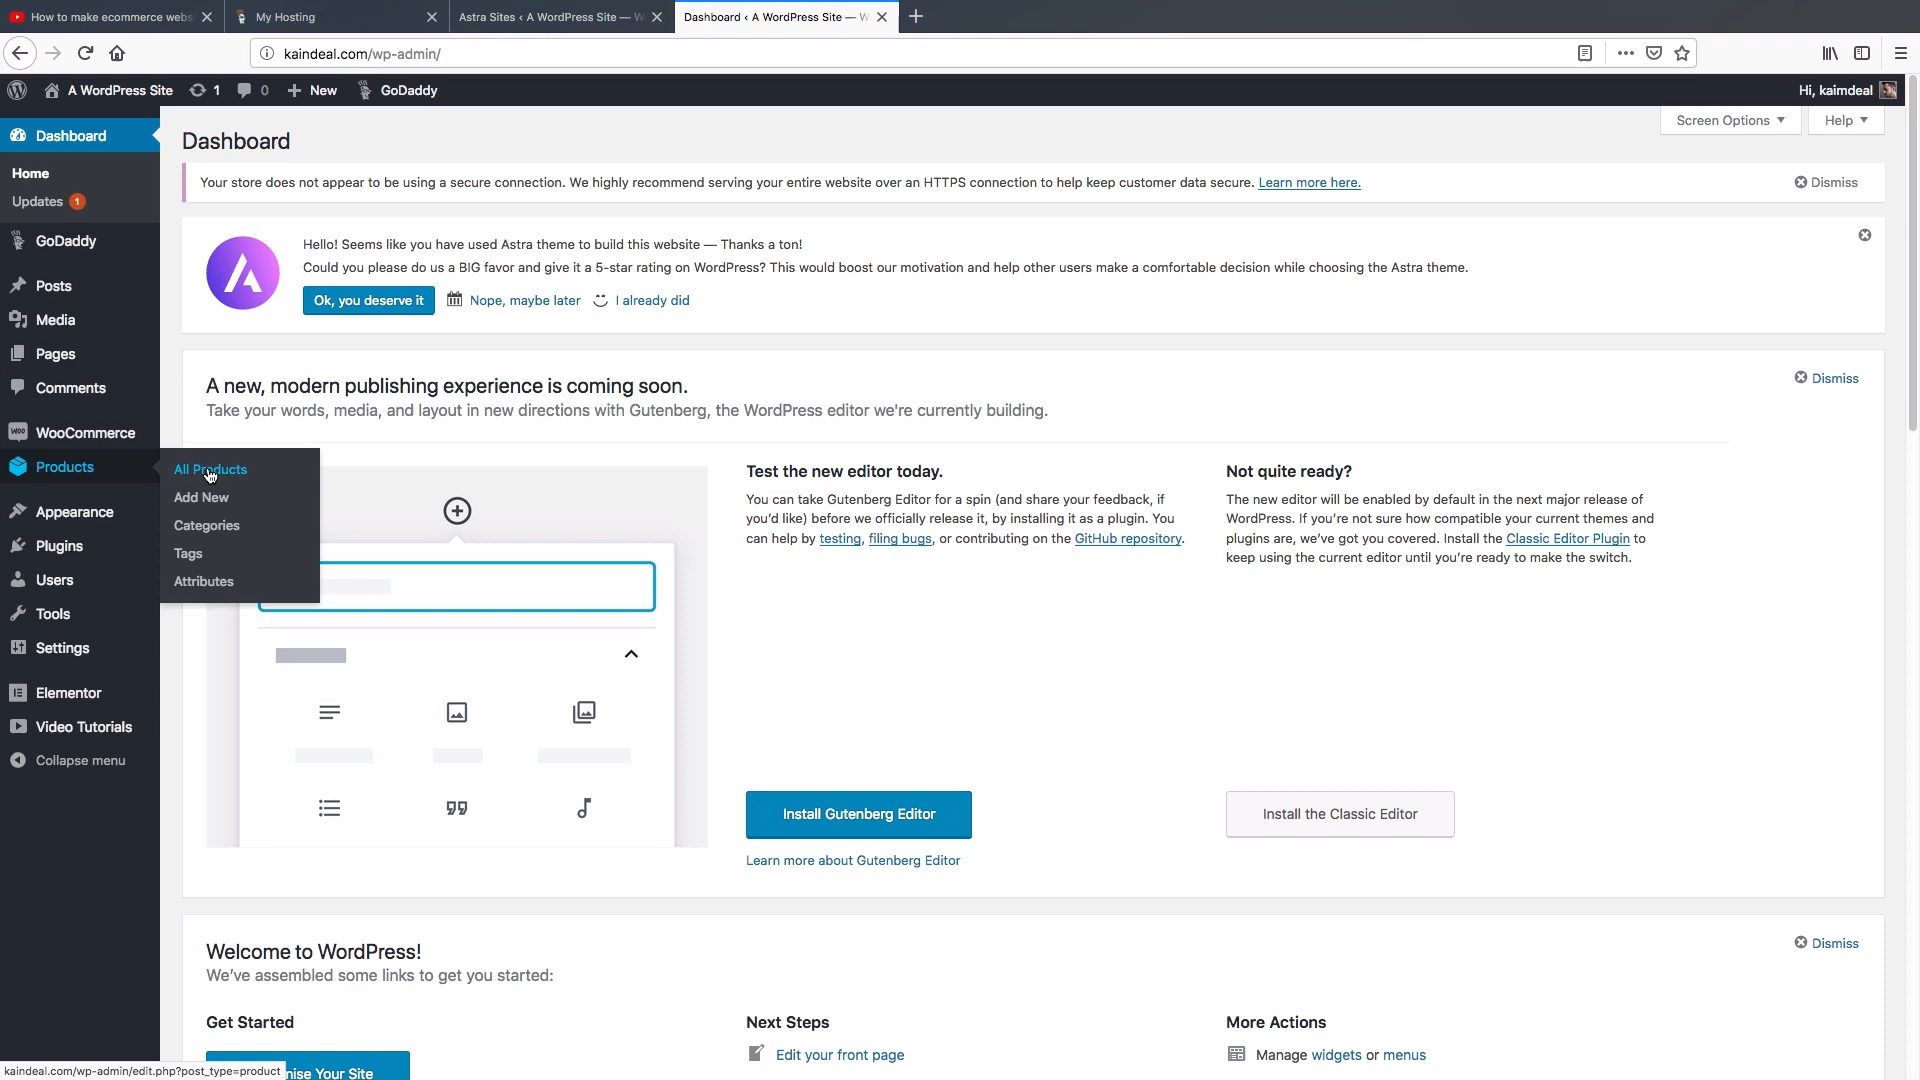 How to make ecommerce webs
My Hosting
Astra Sites ‹ A WordPress Site — W
Dashboard ‹ A WordPress Site — W
kaindeal.com/wp-admin/
A WordPress Site
1
0
New
GoDaddy
Hi, kaimdeal
Dashboard
Home
Updates 1
GoDaddy
Posts
Media
Pages
Comments
WooCommerce
Products
Appearance
Plugins
Users
Tools
Settings
Elementor
Video Tutorials
Collapse menu
All Products
Add New
Categories
Tags
Attributes
Screen Options
Help
Dashboard
Your store does not appear to be using a secure connection. We highly recommend serving your entire website over an HTTPS connection to help keep customer data secure. Learn more here.
Dismiss
Hello! Seems like you have used Astra theme to build this website — Thanks a ton!
Could you please do us a BIG favor and give it a 5-star rating on WordPress? This would boost our motivation and help other users make a comfortable decision while choosing the Astra theme.
Ok, you deserve it
Nope, maybe later
I already did
A new, modern publishing experience is coming soon.
Dismiss
Take your words, media, and layout in new directions with Gutenberg, the WordPress editor we're currently building.
Test the new editor today.
You can take Gutenberg Editor for a spin (and share your feedback, if
you'd like) before we officially release it, by installing it as a plugin. You
can help by testing, filing bugs, or contributing on the GitHub repository.
Install Gutenberg Editor
Learn more about Gutenberg Editor
Not quite ready?
The new editor will be enabled by default in the next major release of
WordPress. If you're not sure how compatible your current themes and
plugins are, we've got you covered. Install the Classic Editor Plugin to
keep using the current editor until you're ready to make the switch.
Install the Classic Editor
Welcome to WordPress!
Dismiss
We've assembled some links to get you started:
Get Started
mise Your Site
Next Steps
Edit your front page
More Actions
Manage widgets or menus
kaindeal.com/wp-admin/edit.php?post_type=product